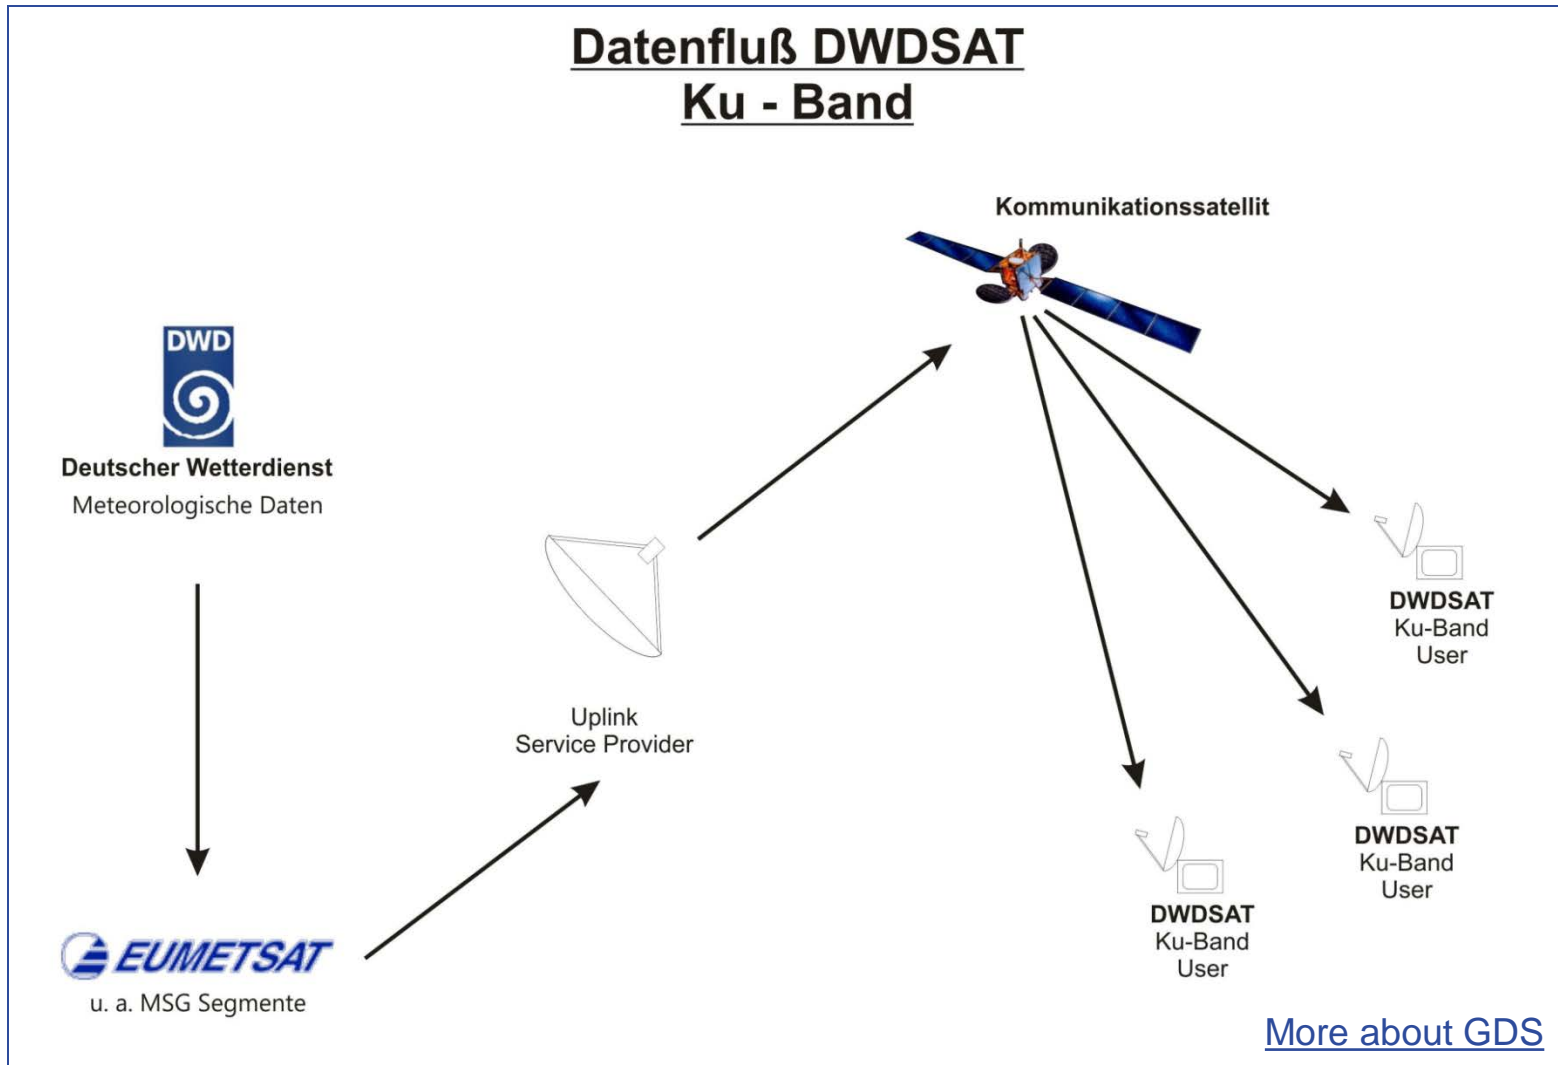 Datenfluß DWDSAT
Ku - Band
Kommunikationssatellit
DWD
Deutscher Wetterdienst
Meteorologische Daten
Uplink
Service Provider
EUMETSAT
u. a. MSG Segmente
DWDSAT
Ku-Band
User
DWDSAT
Ku-Band
User
DWDSAT
Ku-Band
User
More about GDS